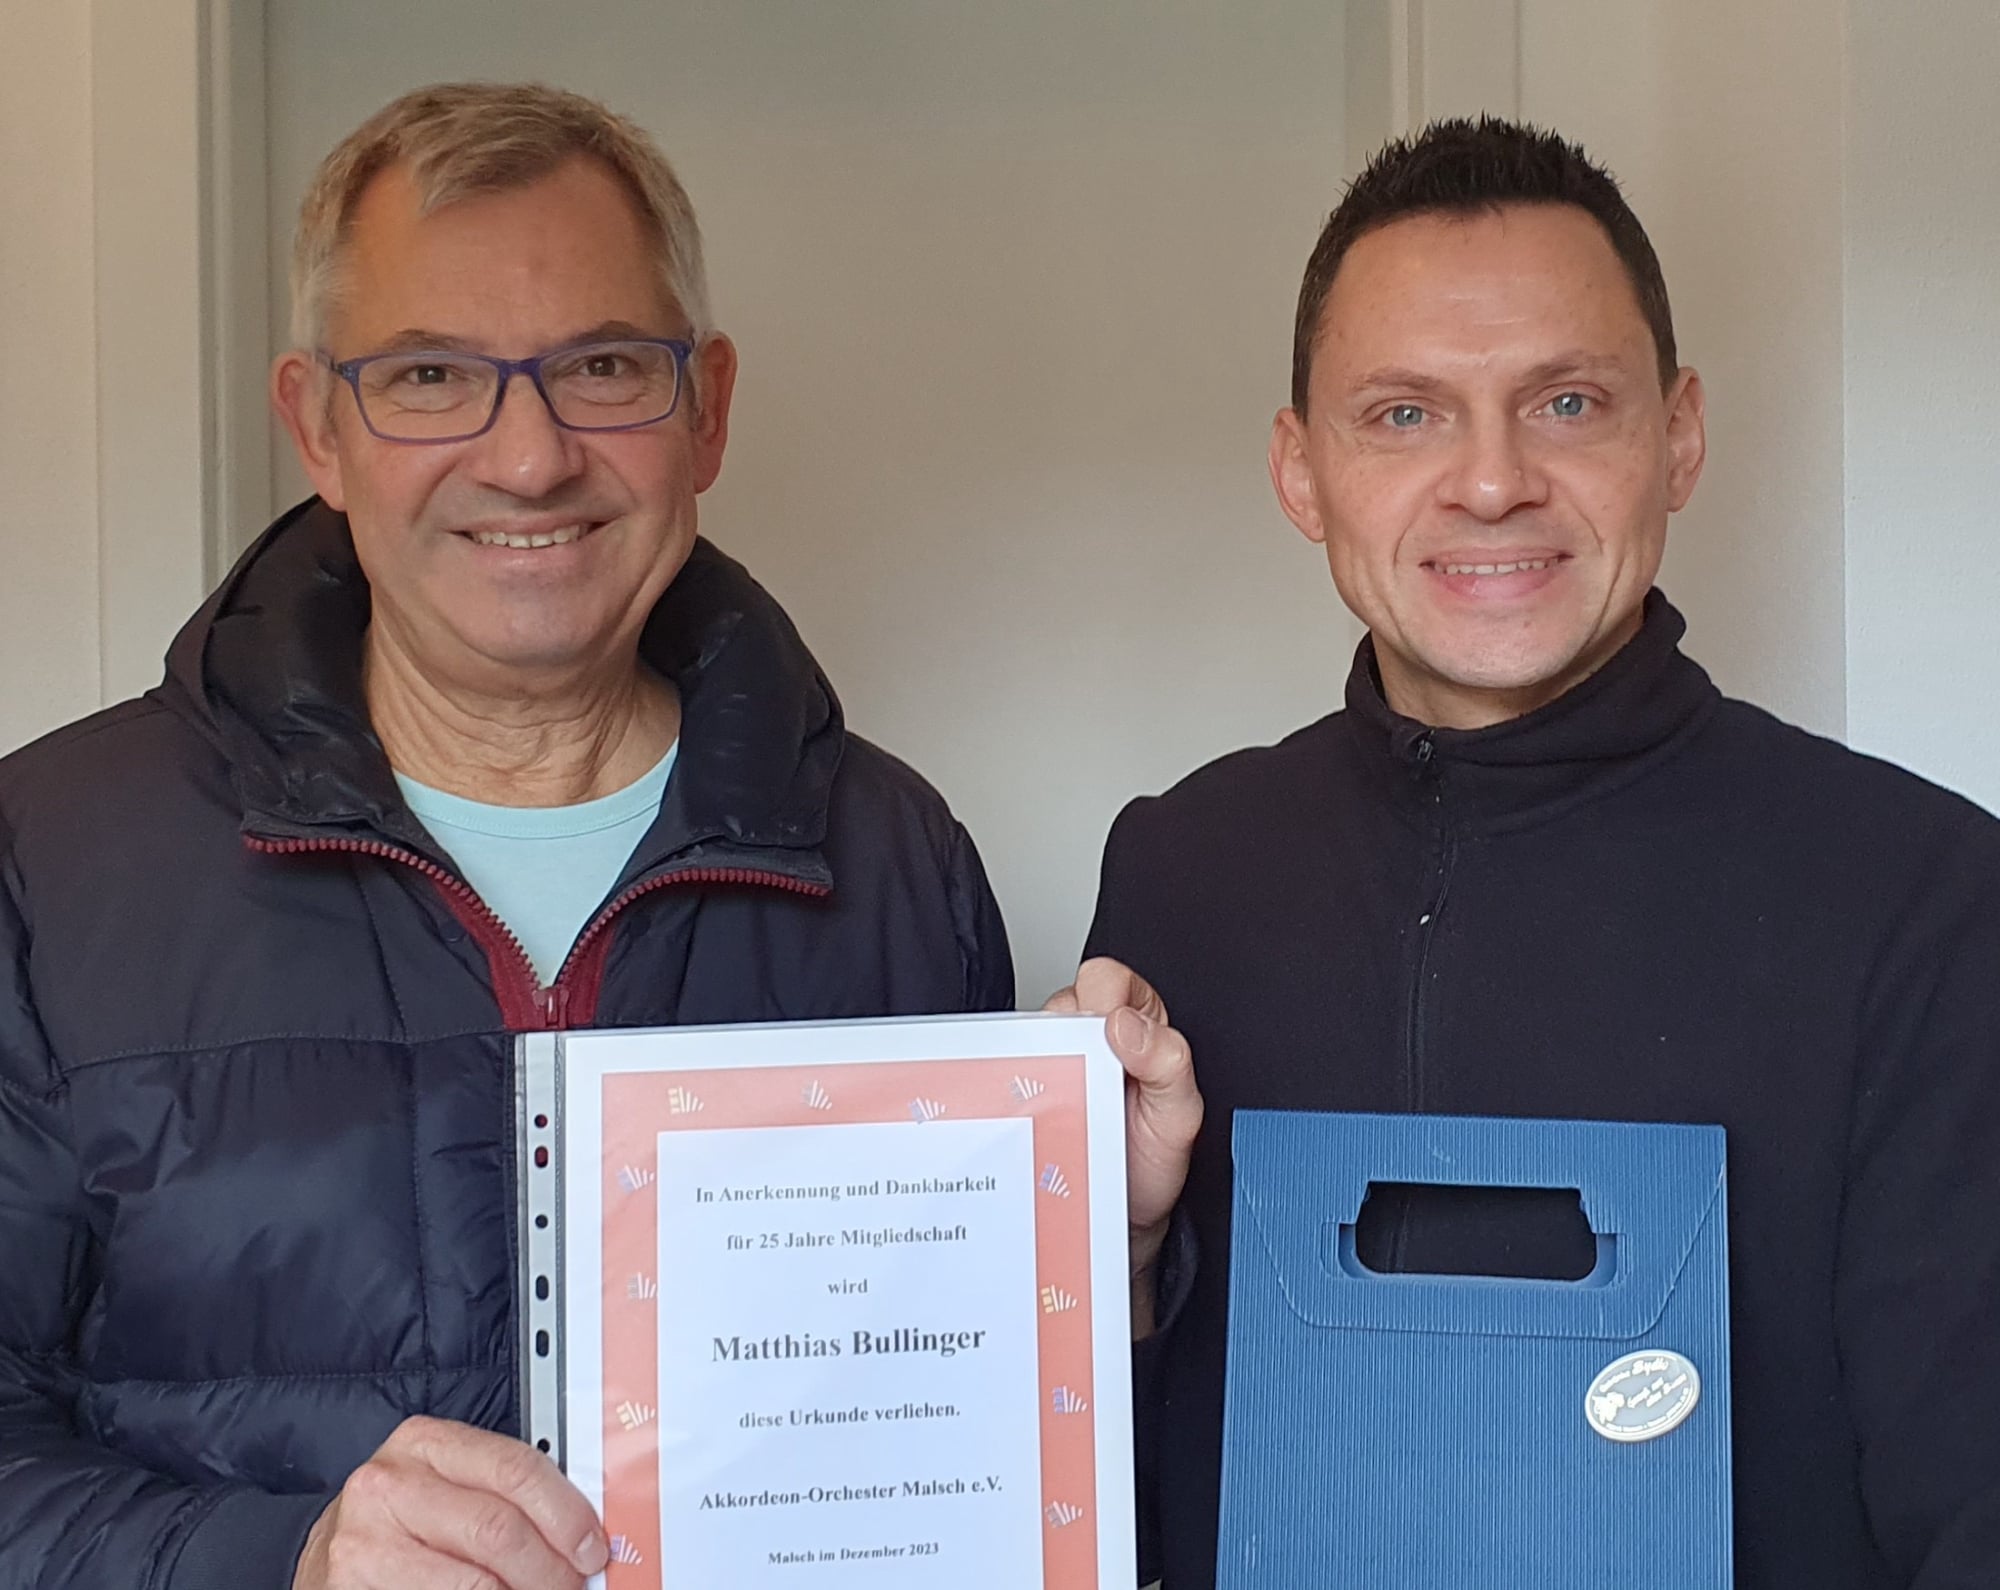 In Anerkennung und Dankbarkeit
für 25 Jahre Mitgliedschaft
wird
Matthias Bullinger
diese Urkunde verliehen.
Akkordeon-Orchester Malsch e.V.
Malsch im Dezember 2023